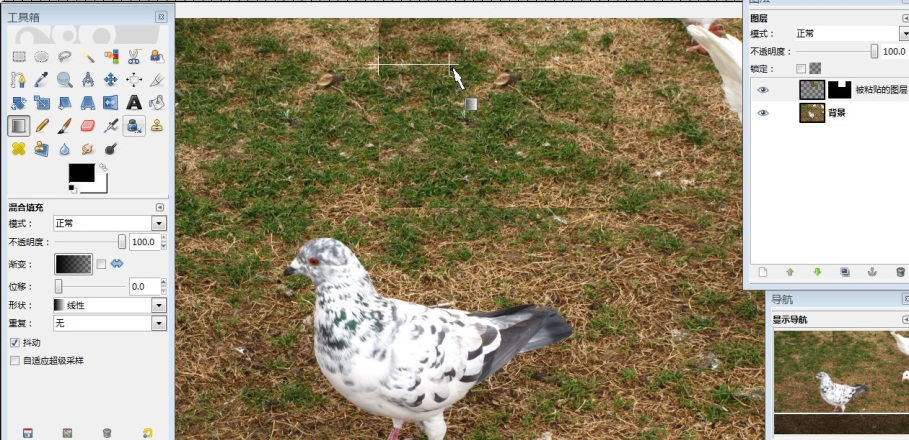 工具箱
混合填充
模式：
正常
不透明度：
100.0
渐变：
位移：
0.0
形状：
线性
重复：
无
抖动
自适应超级采样
图层
模式：
正常
不透明度：
100.0
锁定：
被粘贴的图层
背景
导航
显示导航